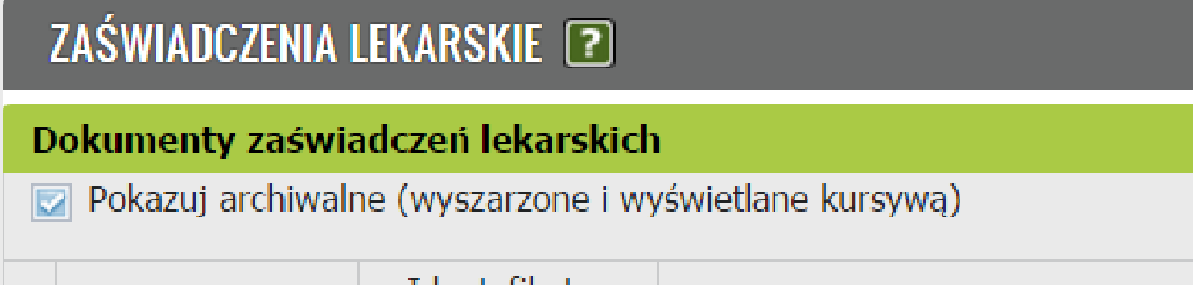 ZAŚWIADCZENIA LEKARSKIE ?
Dokumenty zaświadczeń lekarskich
Pokazuj archiwalne (wyszarzone i wyświetlane kursywą)